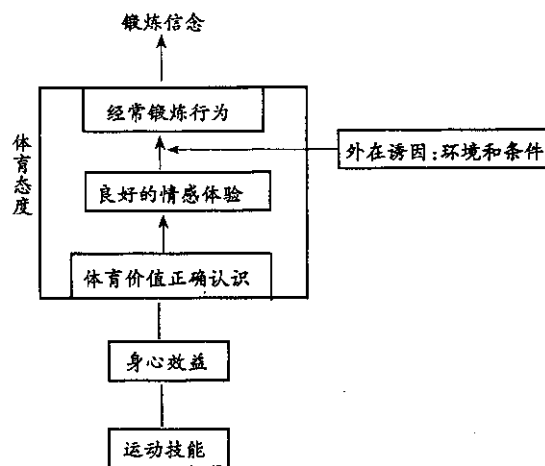 锻炼信念
经常锻炼行为
体育态度
外在诱因:环境和条件
良好的情感体验
体育价值正确认识
身心效益
运动技能